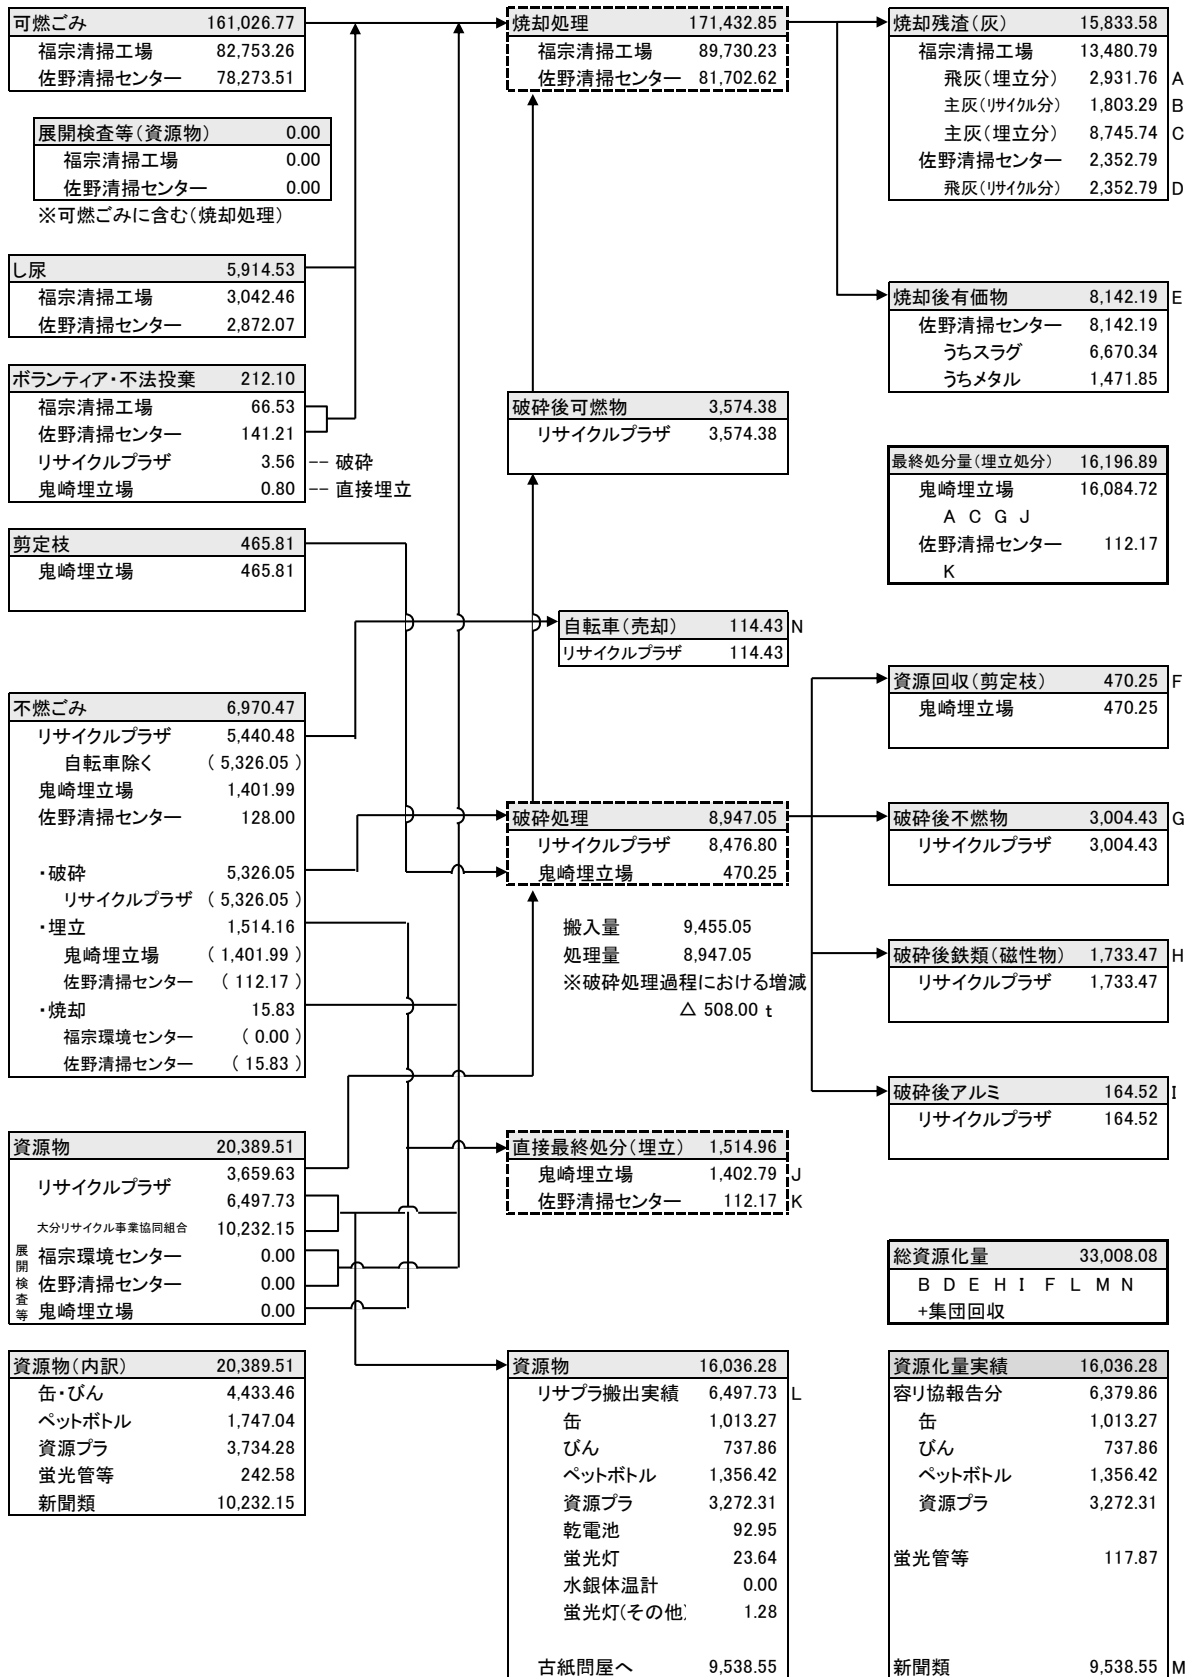 可燃ごみ 161,026.77
福宗清掃工場 82,753.26
佐野清掃センター 78,273.51
展開検査等(資源物) 0.00
福宗清掃工場 0.00
佐野清掃センター 0.00
※可燃ごみに含む(焼却処理)
し尿 5,914.53
福宗清掃工場 3,042.46
佐野清掃センター 2,872.07
ボランティア・不法投棄 212.10
福宗清掃工場 66.53
佐野清掃センター 141.21
リサイクルプラザ 3.56 -- 破砕
鬼崎埋立場 0.80 -- 直接埋立
剪定枝 465.81
鬼崎埋立場 465.81
不燃ごみ 6,970.47
リサイクルプラザ 5,440.48
自転車除く ( 5,326.05 )
鬼崎埋立場 1,401.99
佐野清掃センター 128.00
・破砕 5,326.05
リサイクルプラザ ( 5,326.05 )
・埋立 1,514.16
鬼崎埋立場 ( 1,401.99 )
佐野清掃センター ( 112.17 )
・焼却 15.83
福宗環境センター ( 0.00 )
佐野清掃センター ( 15.83 )
資源物 20,389.51
リサイクルプラザ 3,659.63
6,497.73
大分リサイクル事業協同組合 10,232.15
展開検査等
福宗環境センター 0.00
佐野清掃センター 0.00
鬼崎埋立場 0.00
資源物(内訳) 20,389.51
缶・びん 4,433.46
ペットボトル 1,747.04
資源プラ 3,734.28
蛍光管等 242.58
新聞類 10,232.15
焼却処理 171,432.85
福宗清掃工場 89,730.23
佐野清掃センター 81,702.62
破砕後可燃物 3,574.38
リサイクルプラザ 3,574.38
自転車(売却) 114.43 N
リサイクルプラザ 114.43
破砕処理 8,947.05
リサイクルプラザ 8,476.80
鬼崎埋立場 470.25
搬入量 9,455.05
処理量 8,947.05
※破砕処理過程における増減
△ 508.00 t
直接最終処分(埋立) 1,514.96
鬼崎埋立場 1,402.79 J
佐野清掃センター 112.17 K
資源物 16,036.28
リサプラ搬出実績 6,497.73 L
缶 1,013.27
びん 737.86
ペットボトル 1,356.42
資源プラ 3,272.31
乾電池 92.95
蛍光灯 23.64
水銀体温計 0.00
蛍光灯(その他) 1.28
古紙問屋へ 9,538.55
焼却残渣(灰) 15,833.58
福宗清掃工場 13,480.79
飛灰(埋立分) 2,931.76 A
主灰(リサイクル分) 1,803.29 B
主灰(埋立分) 8,745.74 C
佐野清掃センター 2,352.79
飛灰(リサイクル分) 2,352.79 D
焼却後有価物 8,142.19 E
佐野清掃センター 8,142.19
うちスラグ 6,670.34
うちメタル 1,471.85
最終処分量(埋立処分) 16,196.89
鬼崎埋立場 16,084.72
A C G J
佐野清掃センター 112.17
K
資源回収(剪定枝) 470.25 F
鬼崎埋立場 470.25
破砕後不燃物 3,004.43 G
リサイクルプラザ 3,004.43
破砕後鉄類(磁性物) 1,733.47 H
リサイクルプラザ 1,733.47
破砕後アルミ 164.52 I
リサイクルプラザ 164.52
総資源化量 33,008.08
B D E H I F L M N
+集団回収
資源化量実績 16,036.28
容リ協報告分 6,379.86
缶 1,013.27
びん 737.86
ペットボトル 1,356.42
資源プラ 3,272.31
蛍光管等 117.87
新聞類 9,538.55 M